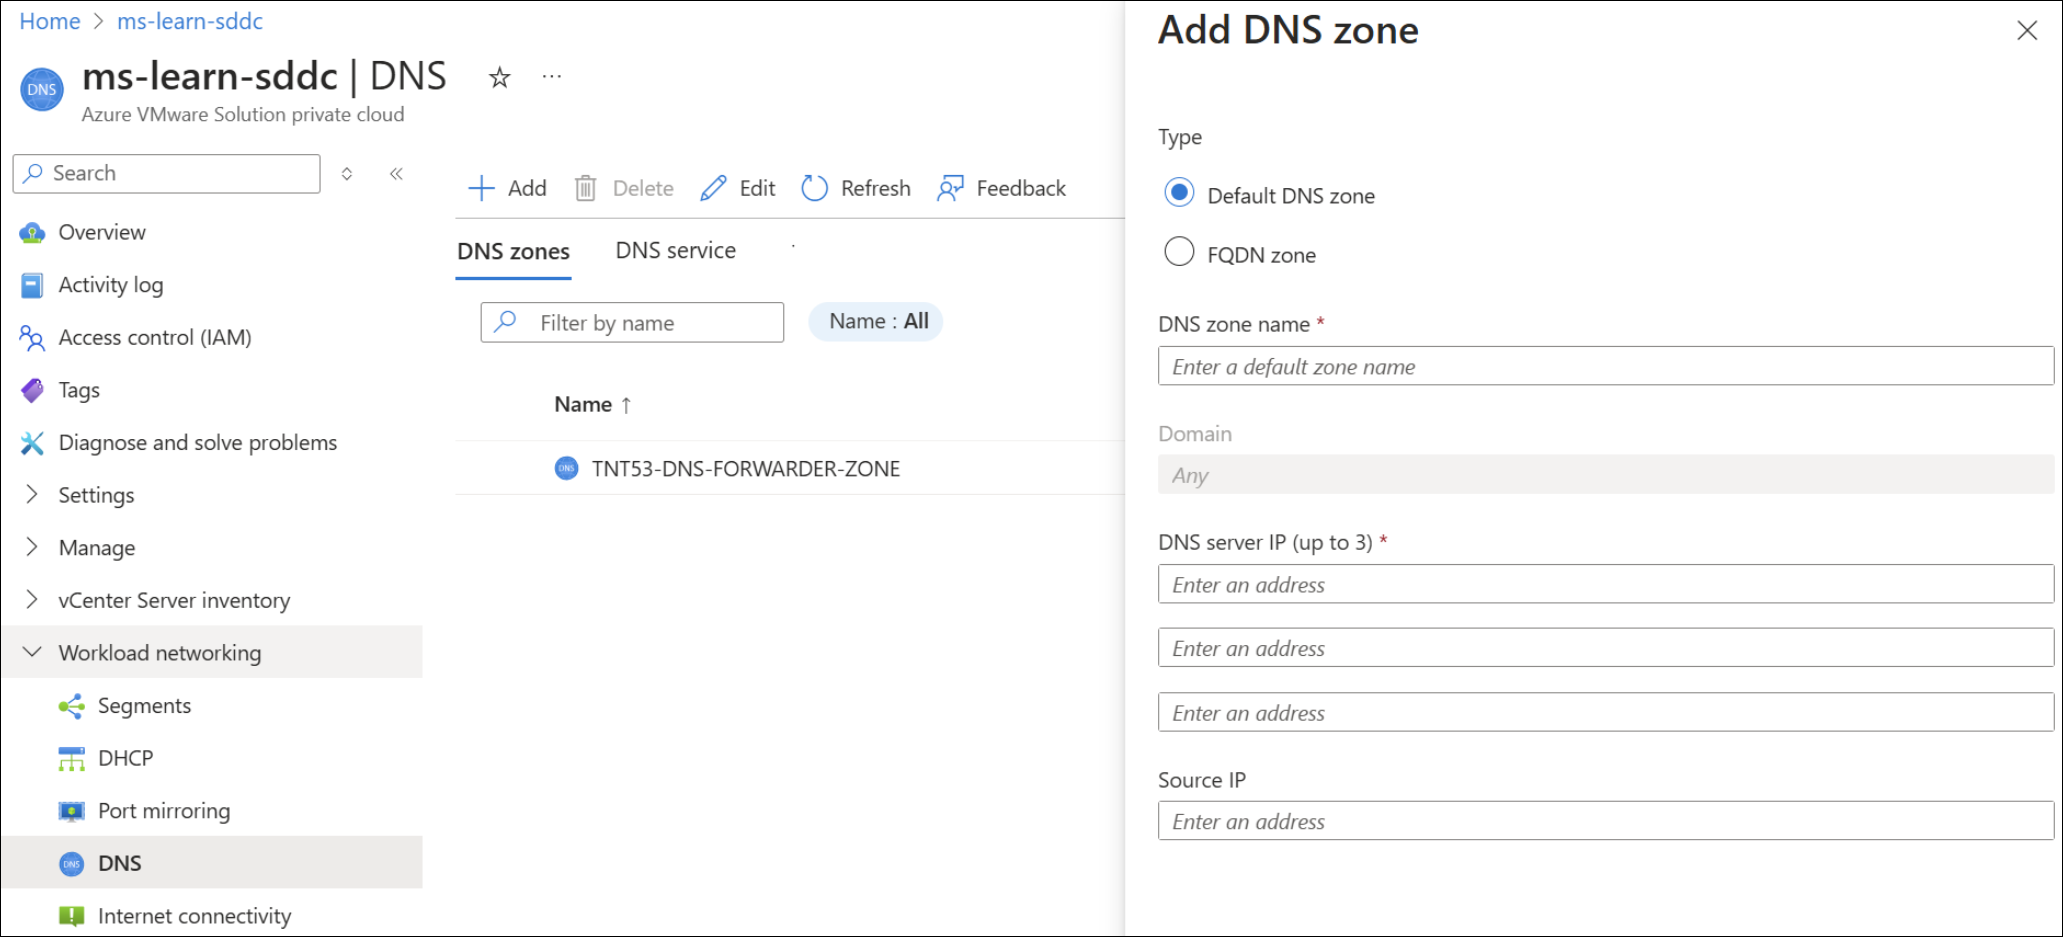 Home > ms-learn-sddc
DNS
ms-learn-sddc | DNS
Azure VMware Solution private cloud
Search
Overview
Activity log
Access control (IAM)
Tags
Diagnose and solve problems
Settings
Manage
vCenter Server inventory
Workload networking
Segments
DHCP
Port mirroring
DNS DNS
Internet connectivity
Add Delete Edit Refresh Feedback
DNS zones DNS service
Filter by name Name : All
Name ↑
DNS TNT53-DNS-FORWARDER-ZONE
Add DNS zone
Type
Default DNS zone
FQDN zone
DNS zone name *
Enter a default zone name
Domain
Any
DNS server IP (up to 3) *
Enter an address
Enter an address
Enter an address
Source IP
Enter an address